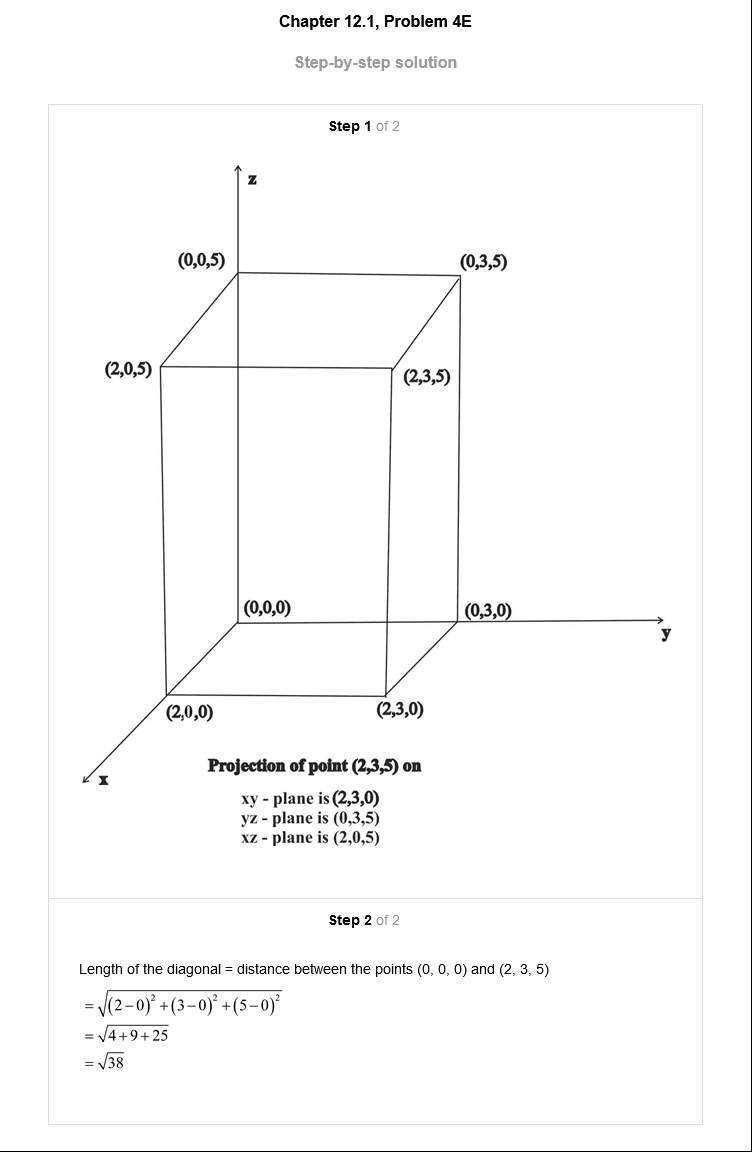 Chapter 12.1, Problem 4E
Step-by-step solution
Step 1 of 2
z
(0,0,5)
(0,3,5)
(2,0,5)
(2,3,5)
(0,0,0)
(0,3,0)
y
(2,0,0)
(2,3,0)
x
Projection of point (2,3,5) on
xy - plane is (2,3,0)
yz - plane is (0,3,5)
xz - plane is (2,0,5)
Step 2 of 2
Length of the diagonal = distance between the points (0, 0, 0) and (2, 3, 5)
=√(2−0)²+(3−0)²+(5−0)²
=√4+9+25
=√38